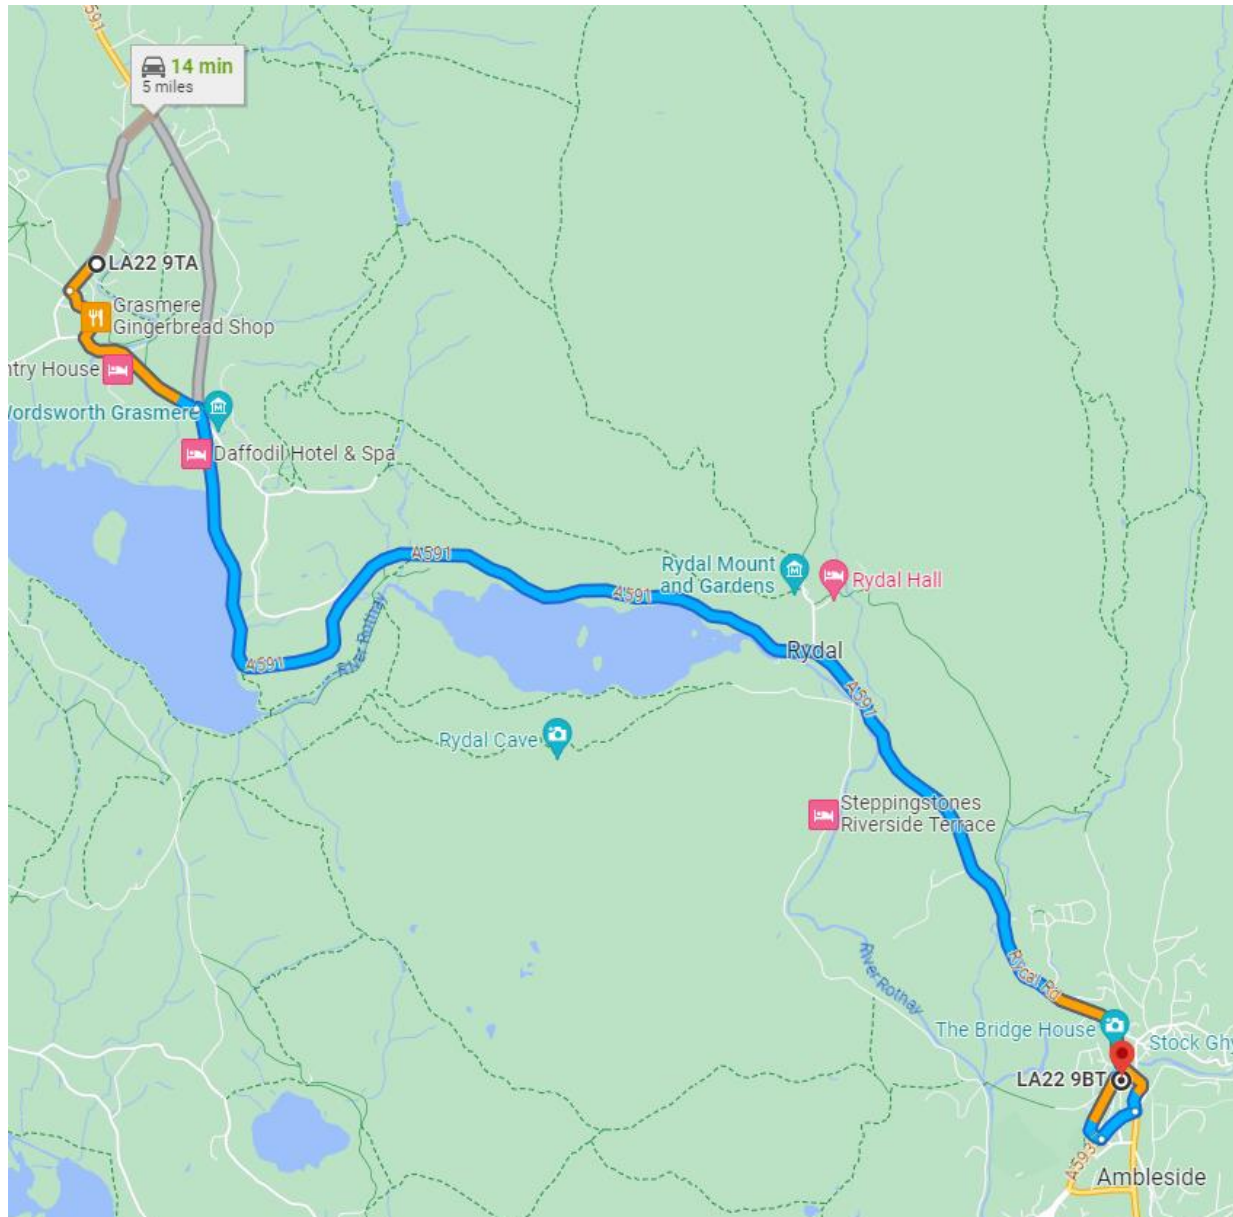 591
14 min
5 miles
LA22 9TA
Grasmere
Gingerbread Shop
ntry House
Wordsworth Grasmere
Daffodil Hotel & Spa
A591
Rydal Mount
and Gardens
Rydal Hall
A591
River Rothay
A591
Rydal
A591
Rydal Cave
Steppingstones
Riverside Terrace
River Rothay
Rydal Rd
The Bridge House
Stock Ghy
LA22 9BT
A593
Ambleside